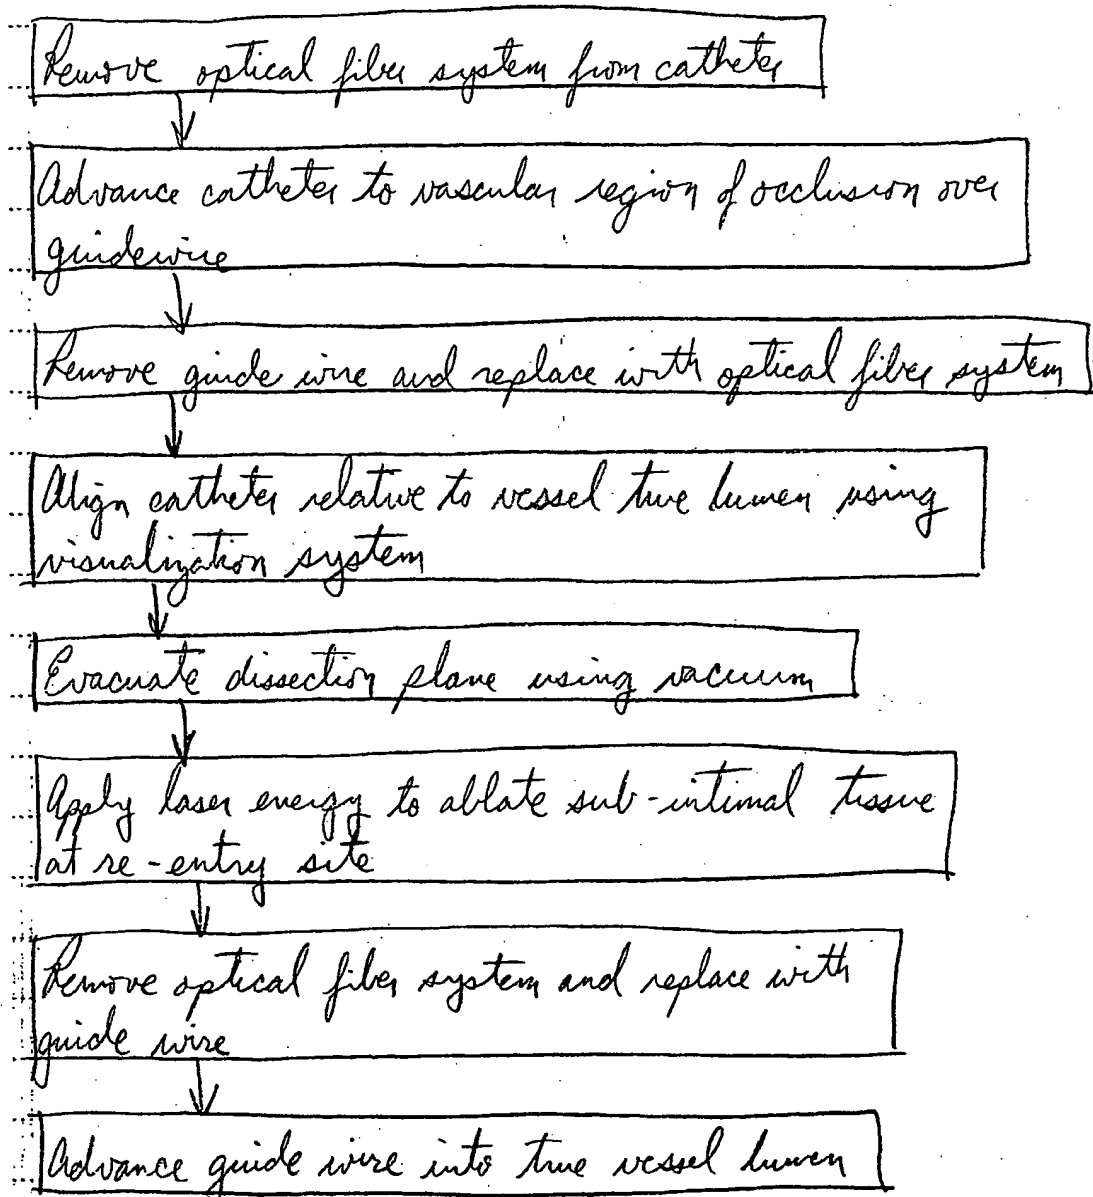 Remove optical fiber system from catheter
Advance catheter to vascular region of occlusion over
guidewire
Remove guide wire and replace with optical fiber system
Align catheter relative to vessel true lumen using
visualization system
Evacuate dissection plane using vacuum
Apply laser energy to ablate sub-intimal tissue
at re-entry site
Remove optical fiber system and replace with
guide wire
Advance guide wire into true vessel lumen